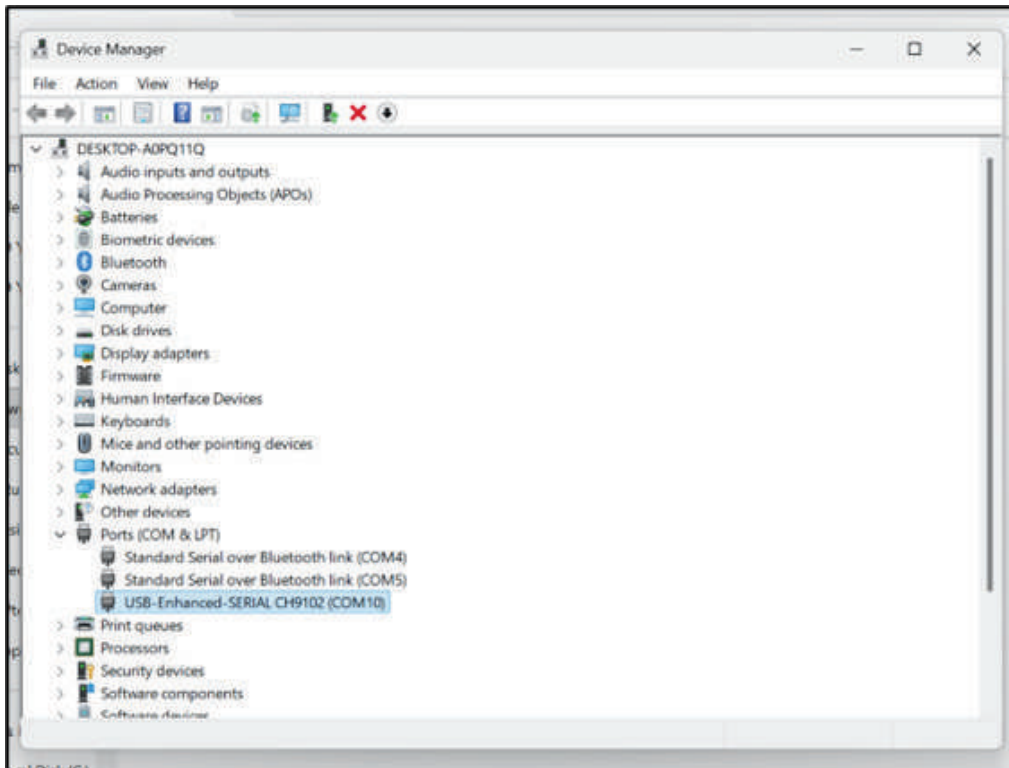 Device Manager
File Action View Help
DESKTOP-A0PQ11Q
Audio inputs and outputs
Audio Processing Objects (APOs)
Batteries
Biometric devices
Bluetooth
Cameras
Computer
Disk drives
Display adapters
Firmware
Human Interface Devices
Keyboards
Mice and other pointing devices
Monitors
Network adapters
Other devices
Ports (COM & LPT)
Standard Serial over Bluetooth link (COM4)
Standard Serial over Bluetooth link (COM5)
USB-Enhanced-SERIAL CH9102 (COM10)
Print queues
Processors
Security devices
Software components
Software devices